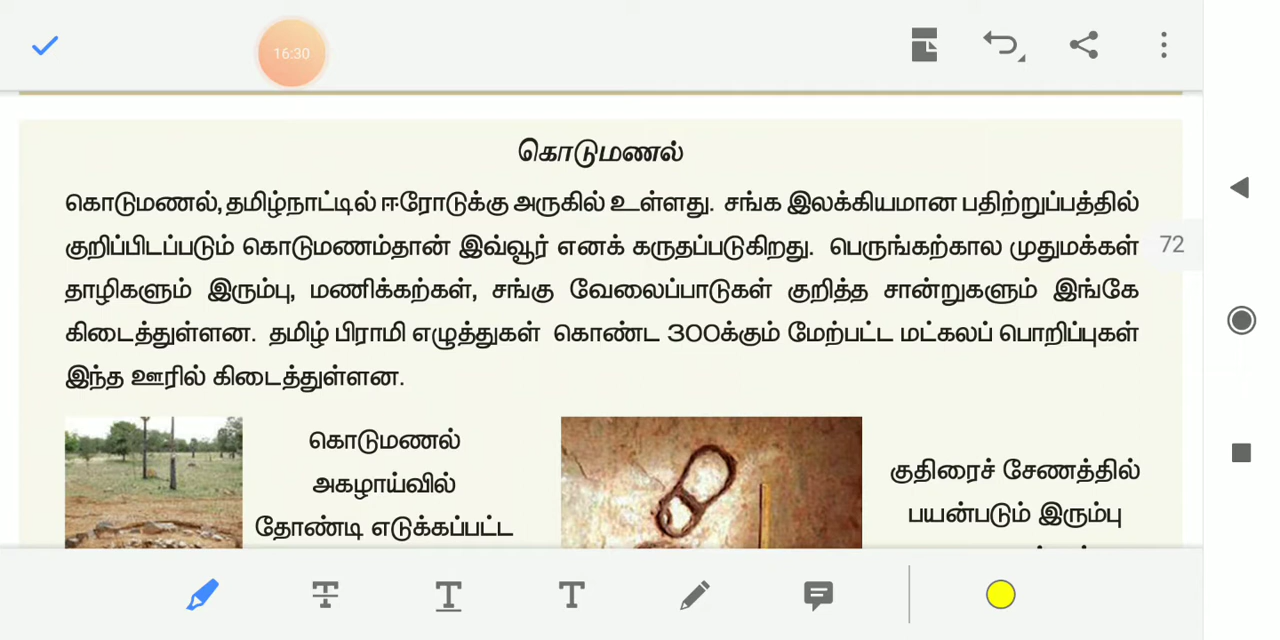 16:30
கொடுமணல்
கொடுமணல், தமிழ்நாட்டில் ஈரோடுக்கு அருகில் உள்ளது. சங்க இலக்கியமான பதிற்றுப்பத்தில்
குறிப்பிடப்படும் கொடுமணம்தான் இவ்வூர் எனக் கருதப்படுகிறது. பெருங்கற்கால முதுமக்கள்
72
தாழிகளும் இரும்பு, மணிக்கற்கள், சங்கு வேலைப்பாடுகள் குறித்த சான்றுகளும் இங்கே
கிடைத்துள்ளன. தமிழ் பிராமி எழுத்துகள் கொண்ட 300க்கும் மேற்பட்ட மட்கலப் பொறிப்புகள்
இந்த ஊரில் கிடைத்துள்ளன.
கொடுமணல்
அகழாய்வில்
தோண்டி எடுக்கப்பட்ட
குதிரைச் சேணத்தில்
பயன்படும் இரும்பு